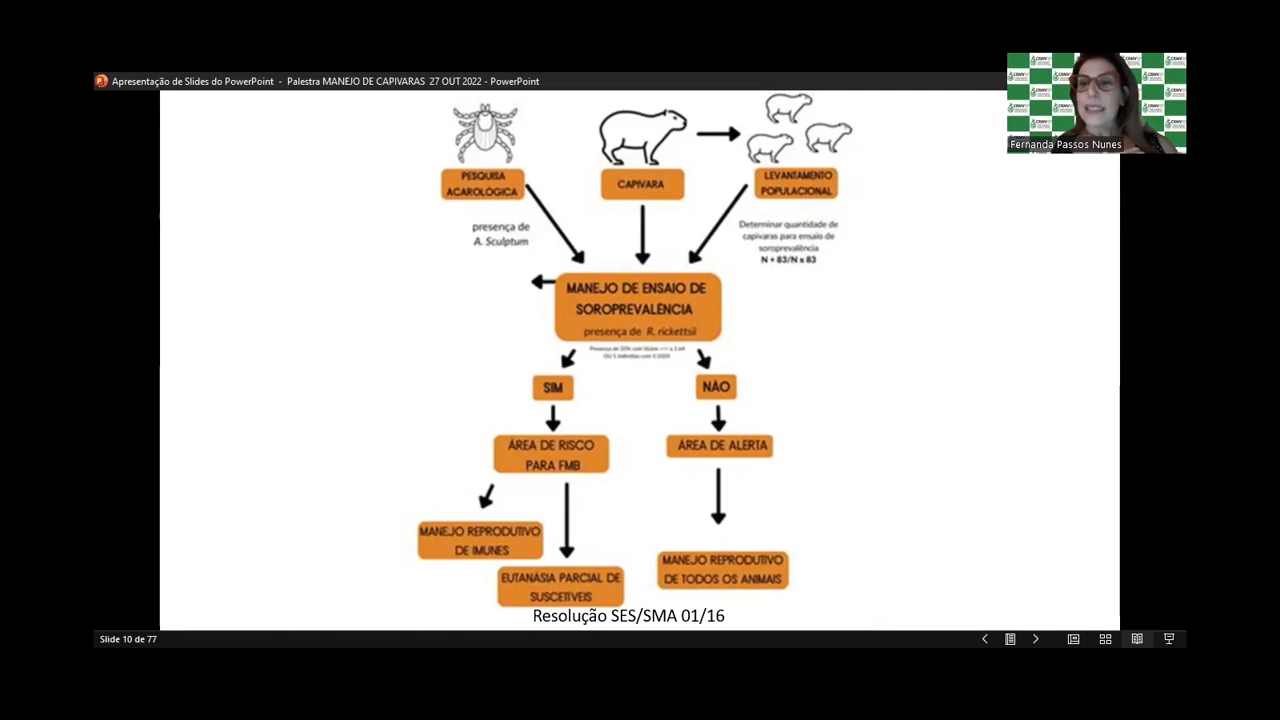 Apresentação de Slides do PowerPoint - Palestra MANEJO DE CAPIVARAS 27 OUT 2022 - PowerPoint
Fernanda Passos Nunes
PESQUISA
ACAROLÓGICA
CAPIVARA
LEVANTAMENTO
POPULACIONAL
presença de
A. Sculptum
Determinar quantidade de
capivaras para ensaio de
soroprevalência
N + 83/N x 83
MANEJO DE ENSAIO DE
SOROPREVALÊNCIA
presença de R. rickettsil
SIM
NÃO
ÁREA DE RISCO
PARA FMB
ÁREA DE ALERTA
MANEJO REPRODUTIVO
DE IMUNES
EUTANÁSIA PARCIAL DE
SUSCETÍVEIS
MANEJO REPRODUTIVO
DE TODOS OS ANIMAIS
Resolução SES/SMA 01/16
Slide 10 de 77